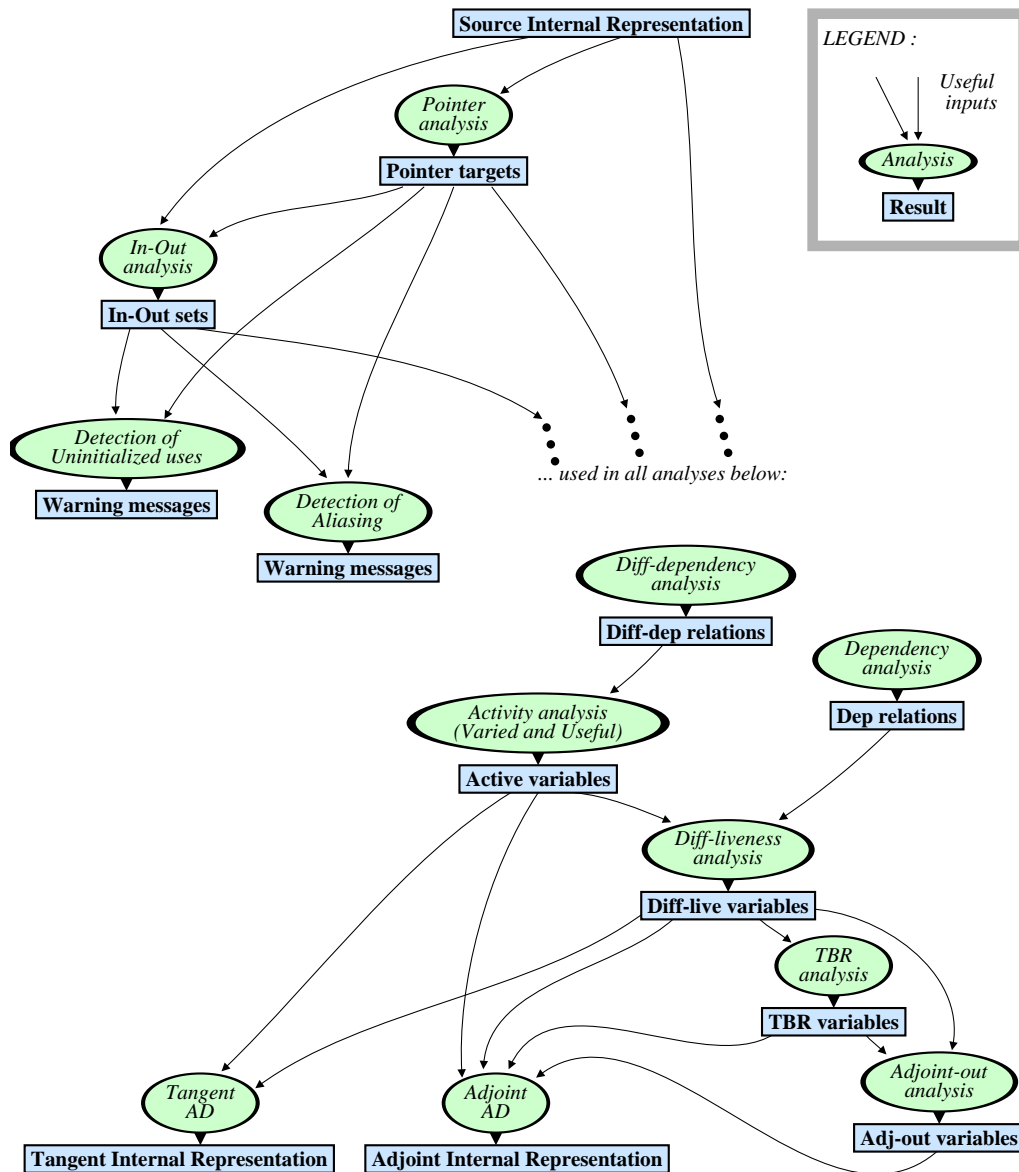 Source Internal Representation
LEGEND :
Useful
inputs
Analysis
Result
Pointer
analysis
Pointer targets
In-Out
analysis
In-Out sets
Detection of
Uninitialized uses
Warning messages
Detection of
Aliasing
Warning messages
... used in all analyses below:
Diff-dependency
analysis
Diff-dep relations
Dependency
analysis
Dep relations
Activity analysis
(Varied and Useful)
Active variables
Diff-liveness
analysis
Diff-live variables
TBR
analysis
TBR variables
Adjoint-out
analysis
Adj-out variables
Tangent
AD
Tangent Internal Representation
Adjoint
AD
Adjoint Internal Representation